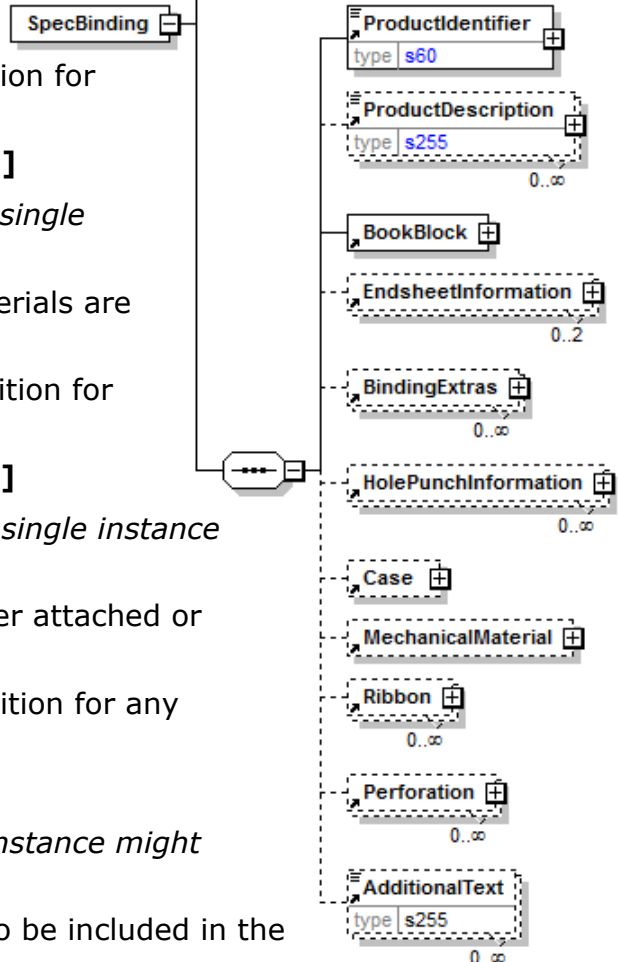 SpecBinding
ion for
]
single
erials are
ition for
]
single instance
er attached or
ition for any
nstance might
o be included in the
ProductIdentifier
type s60
ProductDescription
type s255
0..∞
BookBlock
EndsheetInformation
0..2
BindingExtras
0..∞
HolePunchInformation
0..∞
Case
MechanicalMaterial
Ribbon
0..∞
Perforation
0..∞
AdditionalText
type s255
0..∞